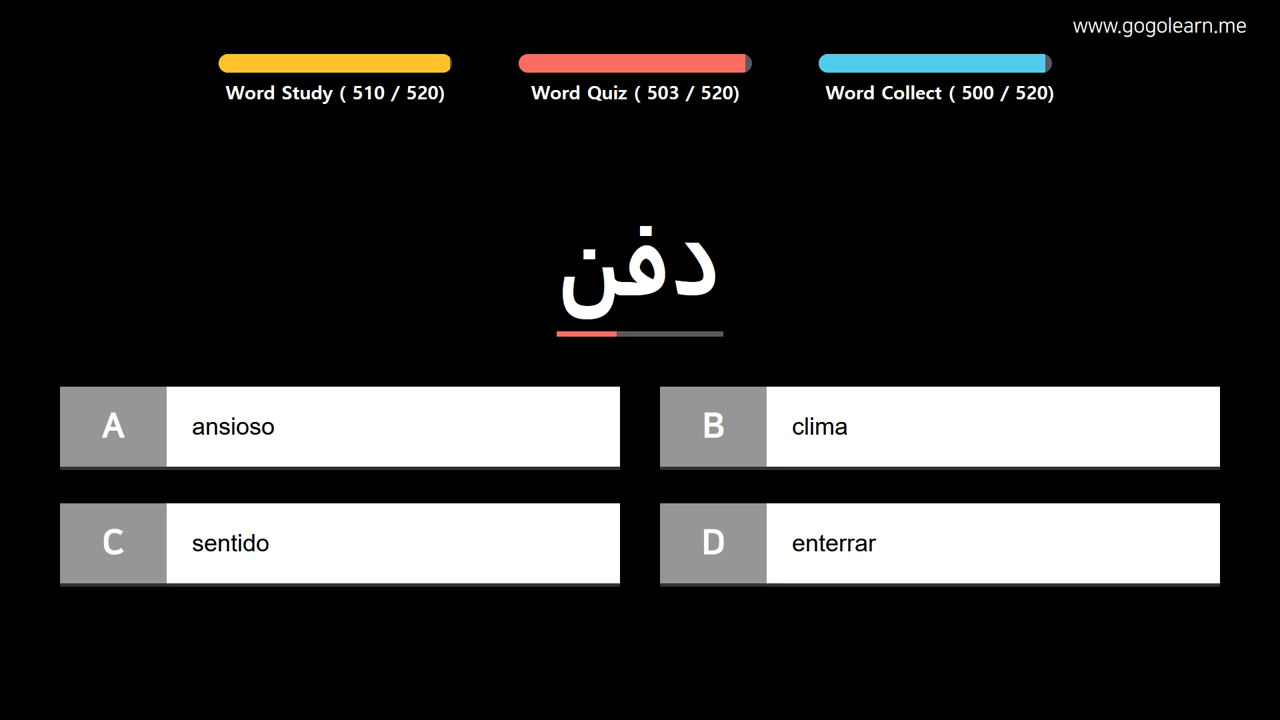 www.gogolearn.me
Word Study ( 510 / 520)
Word Quiz ( 503 / 520)
Word Collect ( 500 / 520)
دفن
A ansioso
B clima
C sentido
D enterrar